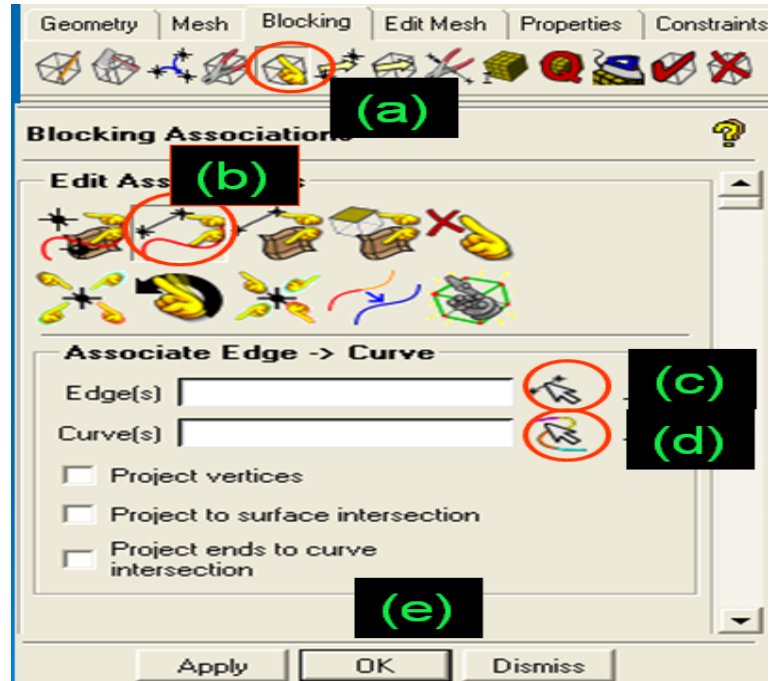 Geometry Mesh Blocking Edit Mesh Properties Constraints
(a)
Blocking Associations
(b)
Edit Ass
Associate Edge -> Curve
Edge(s) (c)
Curve(s) (d)
Project vertices
Project to surface intersection
Project ends to curve
intersection
(e)
Apply OK Dismiss